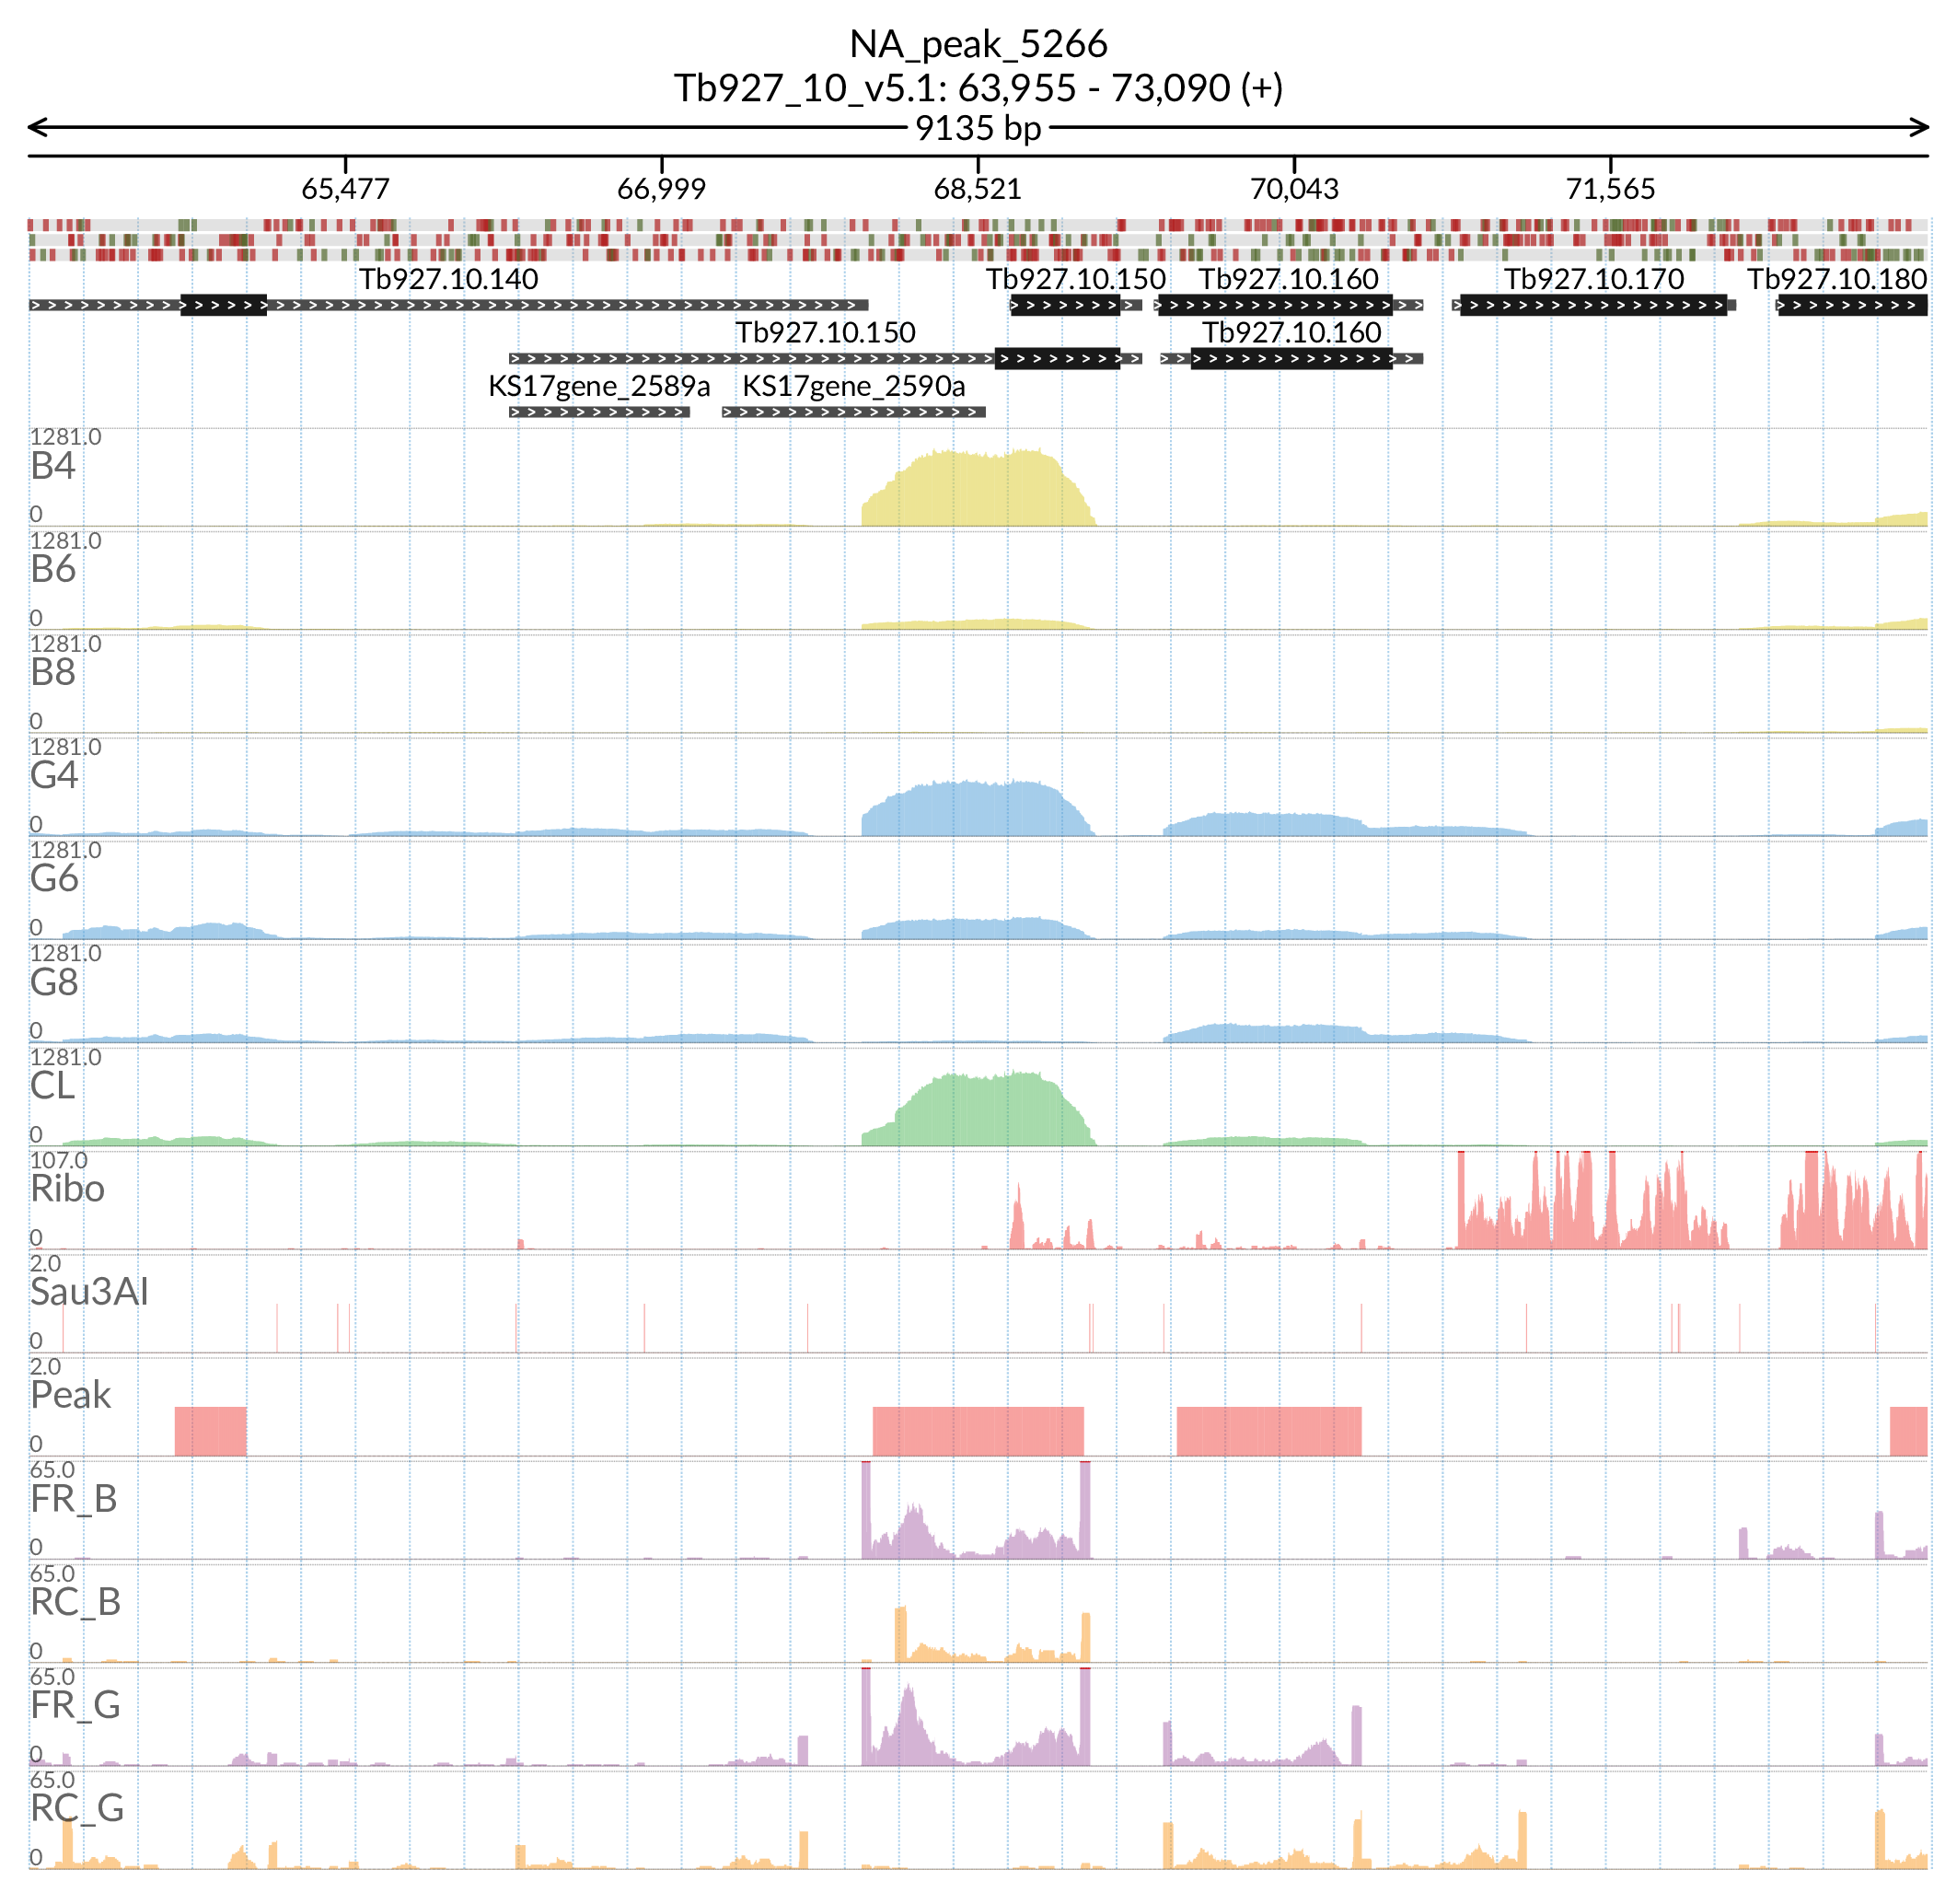 NA_peak_5266
Tb927_10_v5.1: 63,955 - 73,090 (+)
9135 bp
65,477 66,999 68,521 70,043 71,565
Tb927.10.140 Tb927.10.150 Tb927.10.160 Tb927.10.170 Tb927.10.180
Tb927.10.150 Tb927.10.160
KS17gene_2589a KS17gene_2590a
1281.0
B4
0
1281.0
B6
0
1281.0
B8
0
1281.0
G4
0
1281.0
G6
0
1281.0
G8
0
1281.0
CL
0
107.0
Ribo
0
2.0
Sau3AI
0
2.0
Peak
0
65.0
FR_B
0
65.0
RC_B
0
65.0
FR_G
0
65.0
RC_G
0